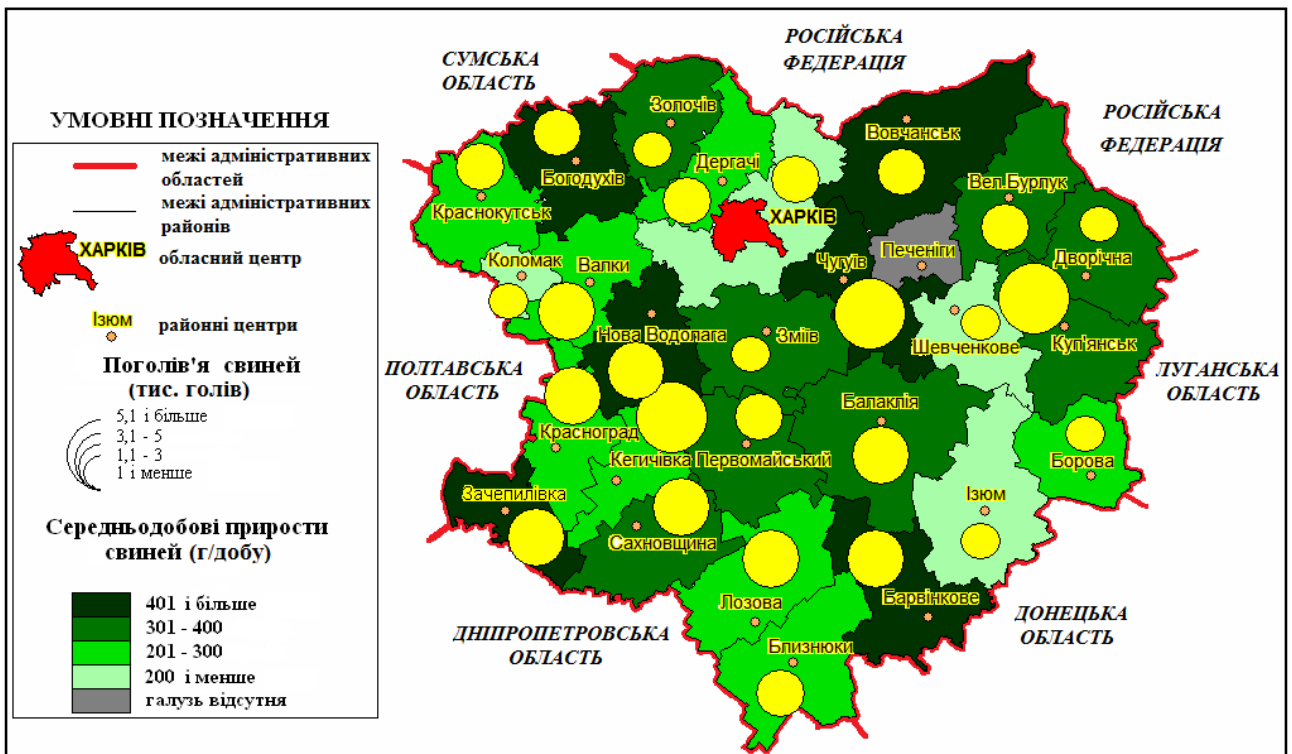 УМОВНІ ПОЗНАЧЕННЯ
межі адміністративних
областей
межі адміністративних
районів
ХАРКІВ
обласний центр
Ізюм
районні центри
Поголів'я свиней
(тис. голів)
5,1 і більше
3,1 - 5
1,1 - 3
1 і менше
Середньодобові прирости
свиней (г/добу)
401 і більше
301 - 400
201 - 300
200 і менше
галузь відсутня
СУМСЬКА
ОБЛАСТЬ
РОСІЙСЬКА
ФЕДЕРАЦІЯ
РОСІЙСЬКА
ФЕДЕРАЦІЯ
ПОЛТАВСЬКА
ОБЛАСТЬ
ЛУГАНСЬКА
ОБЛАСТЬ
ДНІПРОПЕТРОВСЬКА
ОБЛАСТЬ
ДОНЕЦЬКА
ОБЛАСТЬ
Золочів
Вовчанськ
Богодухів
Дергачі
Вел.Бурлук
Краснокутськ
ХАРКІВ
Печеніги
Чугуїв
Дворічна
Коломак
Валки
Нова Водолага
Зміїв
Шевченкове
Куп'янськ
Балаклія
Красноград
Кегичівка
Первомайський
Борова
Зачепилівка
Ізюм
Сахновщина
Лозова
Барвінкове
Близнюки